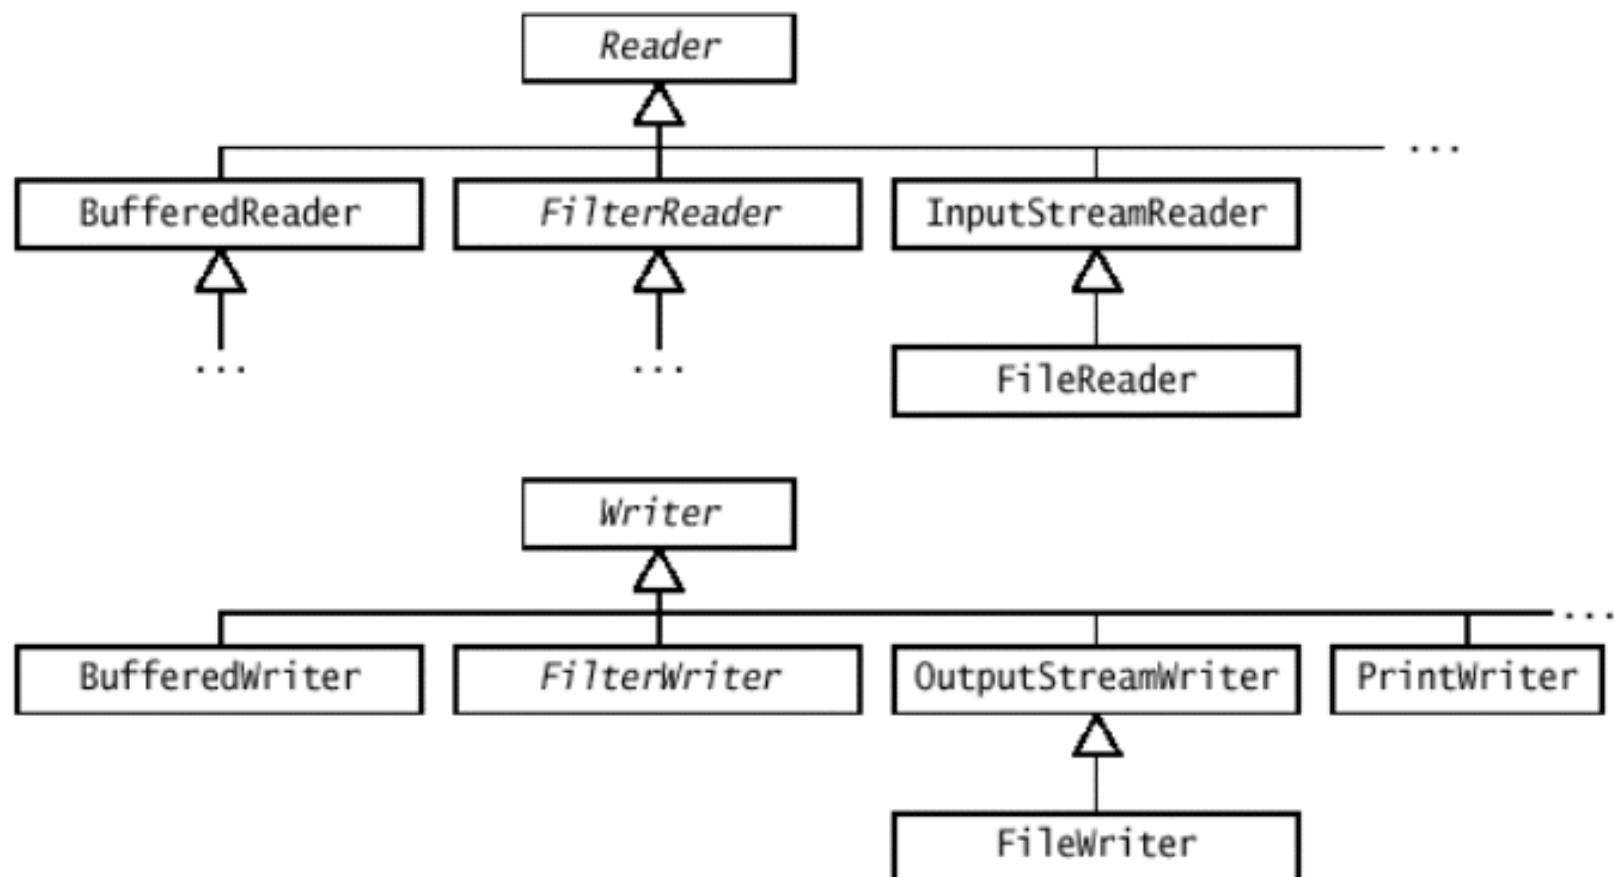 Reader
...
BufferedReader FilterReader InputStreamReader
... ...
FileReader
Writer
...
BufferedWriter FilterWriter OutputStreamWriter PrintWriter
FileWriter